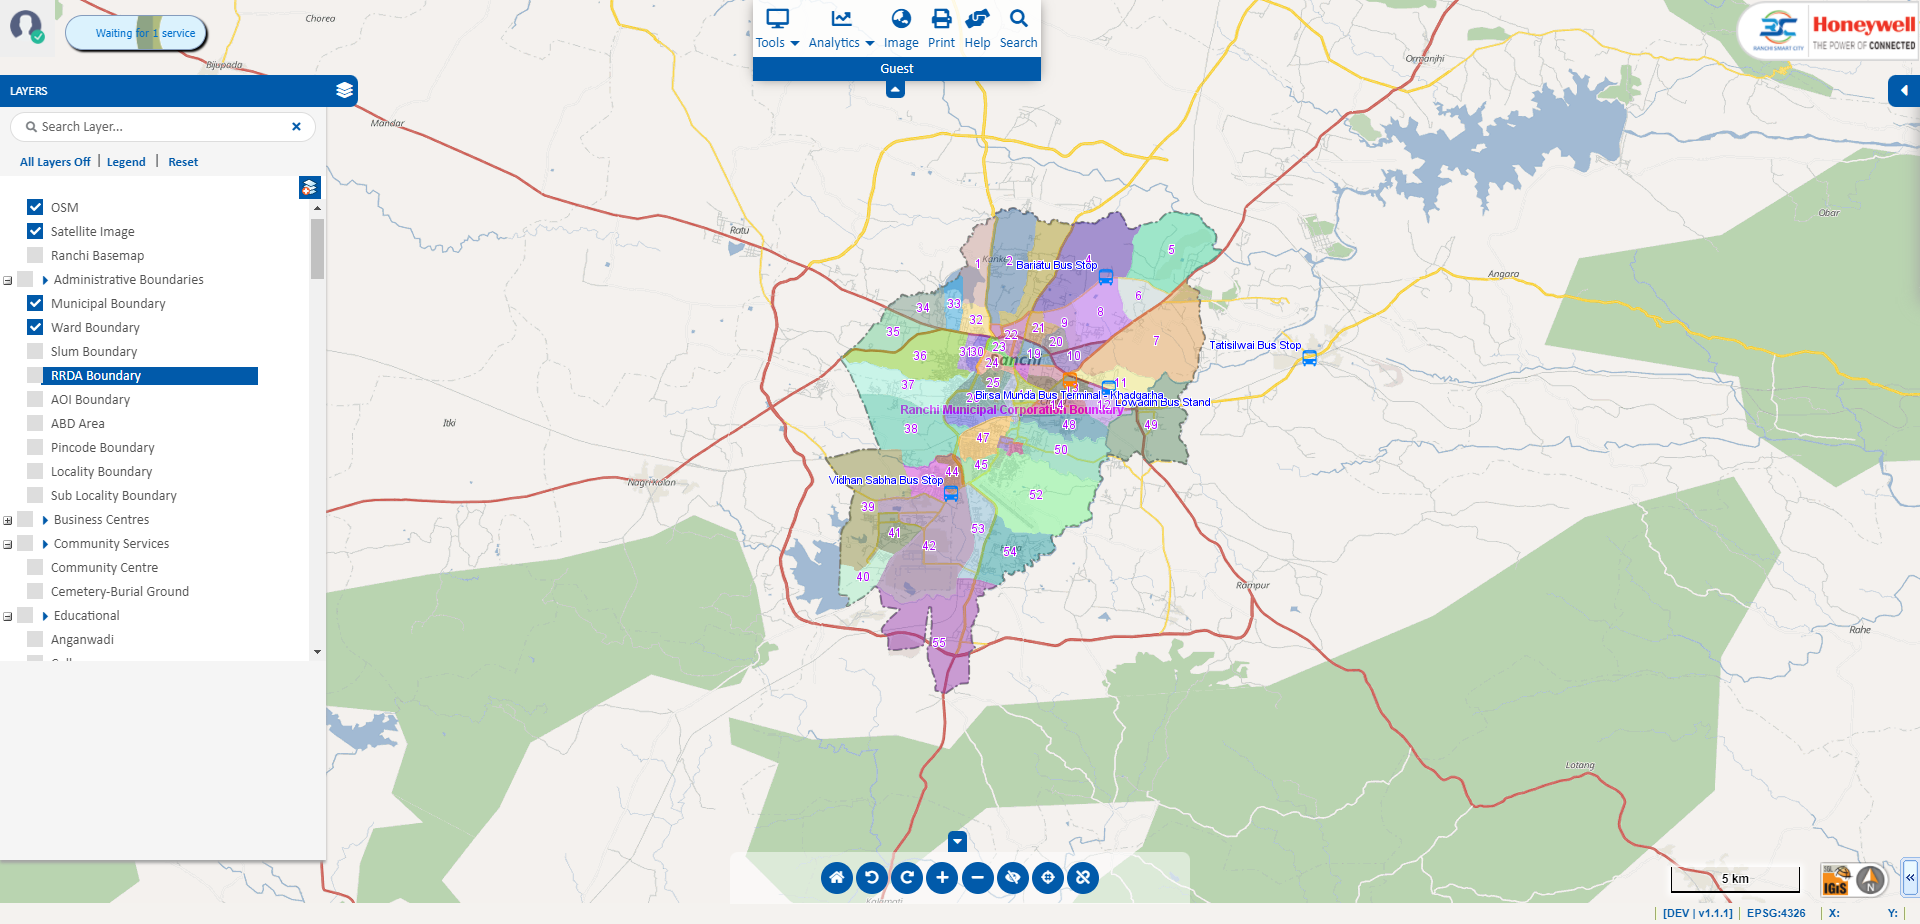 Waiting for 1 service
Tools
Analytics
Image
Print
Help
Search
Guest
RANCHI SMART CITY
Honeywell
THE POWER OF CONNECTED
LAYERS
Search Layer...
All Layers Off | Legend | Reset
OSM
Satellite Image
Ranchi Basemap
Administrative Boundaries
Municipal Boundary
Ward Boundary
Slum Boundary
RRDA Boundary
AOI Boundary
ABD Area
Pincode Boundary
Locality Boundary
Sub Locality Boundary
Business Centres
Community Services
Community Centre
Cemetery-Burial Ground
Educational
Anganwadi
Chorea
Bijupada
Mandar
Ormanjhi
Ratu
Obar
Angara
Itki
Nagri Kalan
Rampur
Rahe
Lotang
Kalamati
1
2
Bariatu Bus Stop
4
5
6
7
8
9
10
11
19
20
21
22
23
24
25
30
31
32
33
34
35
36
37
38
Ranchi
Tatisilwai Bus Stop
Birsa Munda Bus Terminal - Khadgarha
Lowadih Bus Stand
Ranchi Municipal Corporation Boundary
47
48
49
50
45
44
Vidhan Sabha Bus Stop
52
39
41
42
53
54
40
55
5 km
IGiS
N
[DEV | v1.1.1] EPSG:4326 X: Y: